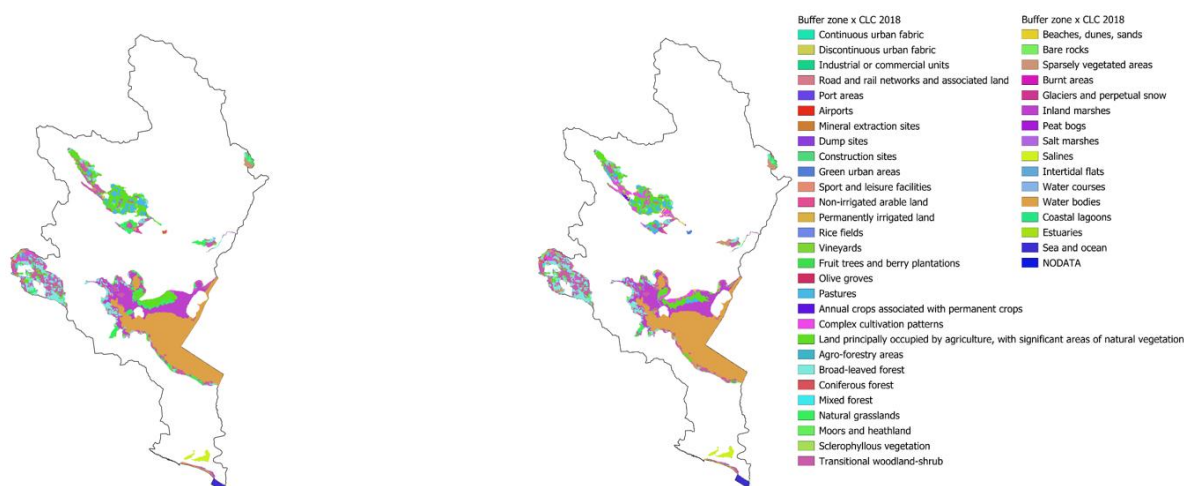 Buffer zone x CLC 2018
Continuous urban fabric
Discontinuous urban fabric
Industrial or commercial units
Road and rail networks and associated land
Port areas
Airports
Mineral extraction sites
Dump sites
Construction sites
Green urban areas
Sport and leisure facilities
Non-irrigated arable land
Permanently irrigated land
Rice fields
Vineyards
Fruit trees and berry plantations
Olive groves
Pastures
Annual crops associated with permanent crops
Complex cultivation patterns
Land principally occupied by agriculture, with significant areas of natural vegetation
Agro-forestry areas
Broad-leaved forest
Coniferous forest
Mixed forest
Natural grasslands
Moors and heathland
Sclerophyllous vegetation
Transitional woodland-shrub
Buffer zone x CLC 2018
Beaches, dunes, sands
Bare rocks
Sparsely vegetated areas
Burnt areas
Glaciers and perpetual snow
Inland marshes
Peat bogs
Salt marshes
Salines
Intertidal flats
Water courses
Water bodies
Coastal lagoons
Estuaries
Sea and ocean
NODATA